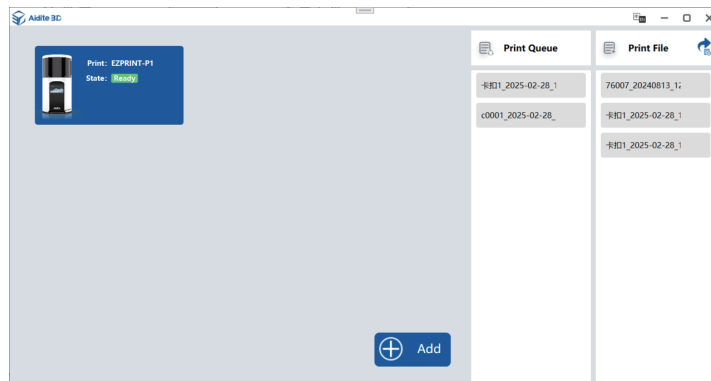 Aidite 3D
Print: EZPRINT-P1
State: Ready
Add
Print Queue
卡扣1_2025-02-28_1
c0001_2025-02-28_
Print File
76007_20240813_12
卡扣1_2025-02-28_1
卡扣1_2025-02-28_1